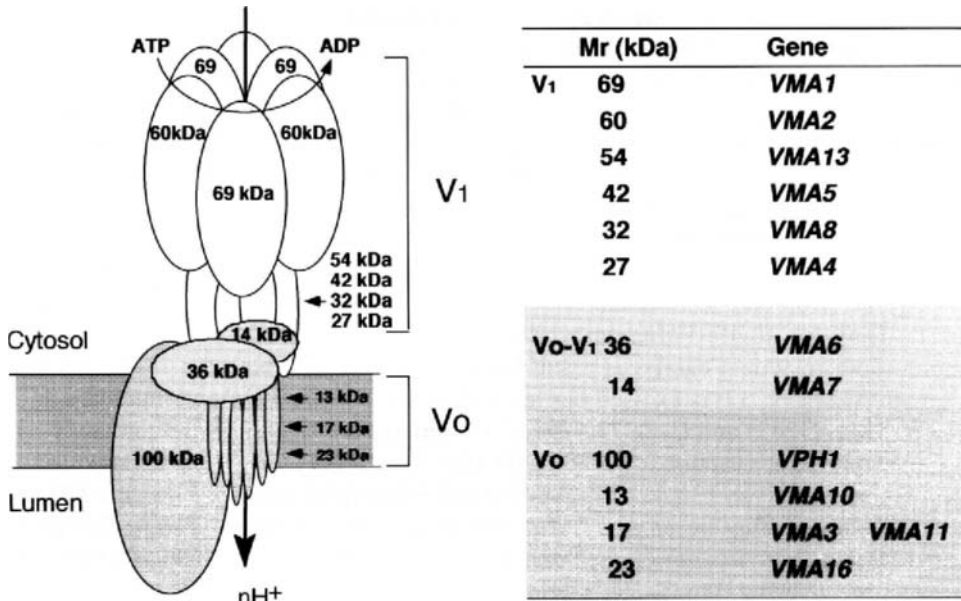 ATP ADP
69 69
60kDa 60kDa
69 kDa
V1
54 kDa
42 kDa
32 kDa
27 kDa
Cytosol
14 kDa
36 kDa
13 kDa
17 kDa
23 kDa
Vo
100 kDa
Lumen
nH+
Mr (kDa) Gene
V1 69 VMA1
60 VMA2
54 VMA13
42 VMA5
32 VMA8
27 VMA4
Vo-V1 36 VMA6
14 VMA7
Vo 100 VPH1
13 VMA10
17 VMA3 VMA11
23 VMA16